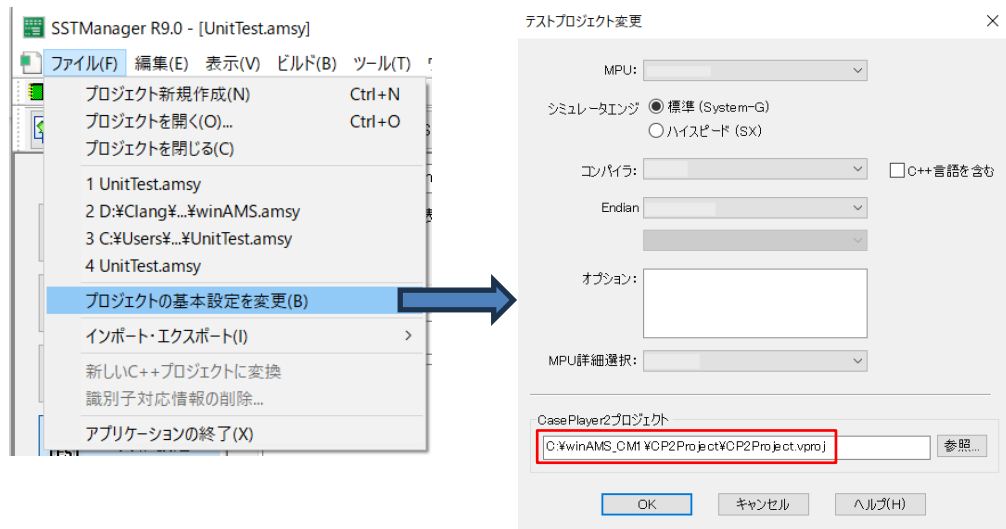 SSTManager R9.0 - [UnitTest.amsy]
ファイル(F) 編集(E) 表示(V) ビルド(B) ツール(T)
プロジェクト新規作成(N) Ctrl+N
プロジェクトを開く(O)... Ctrl+O
プロジェクトを閉じる(C)
1 UnitTest.amsy
2 D:¥Clang¥...¥winAMS.amsy
3 C:¥Users¥...¥UnitTest.amsy
4 UnitTest.amsy
プロジェクトの基本設定を変更(B)
インポート・エクスポート(I)
新しいC++プロジェクトに変換
識別子対応情報の削除...
アプリケーションの終了(X)
テストプロジェクト変更
MPU:
シミュレータエンジ 標準 (System-G)
ハイスピード (SX)
コンパイラ: C++言語を含む
Endian
オプション:
MPU詳細選択:
CasePlayer2プロジェクト
C:¥winAMS_CM1¥CP2Project¥CP2Project.vproj 参照...
OK キャンセル ヘルプ(H)